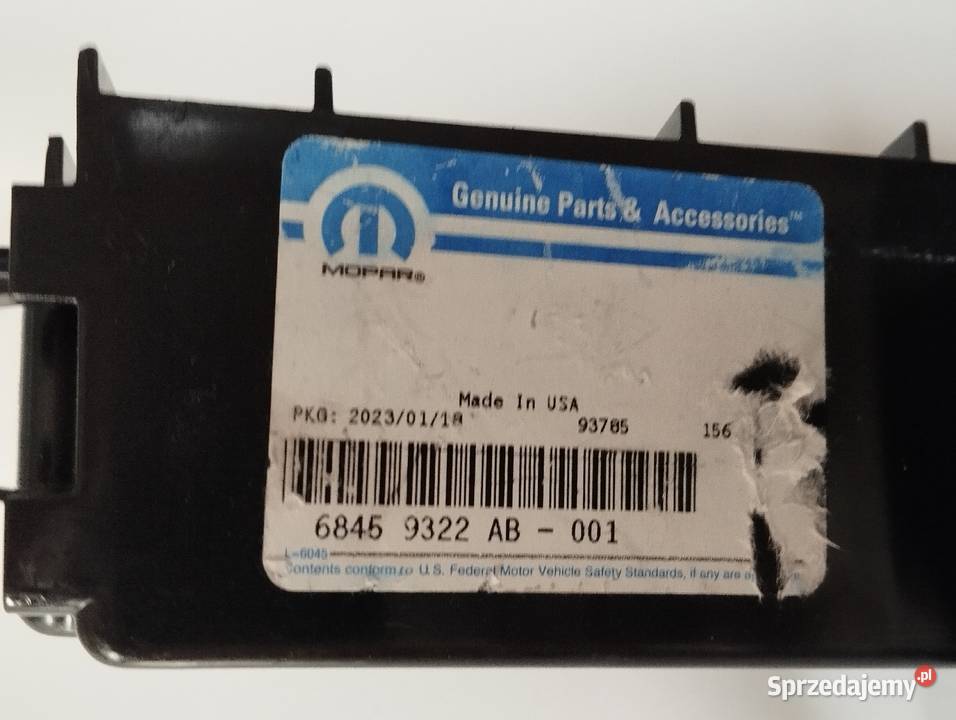 Genuine Parts & Accessories™
MOPAR®
Made In USA
PKG: 2023/01/18
93785
156
6845 9322 AB - 001
L-6045
Contents conform to U.S. Federal Motor Vehicle Safety Standards, if any are
Sprzedajemy.pl